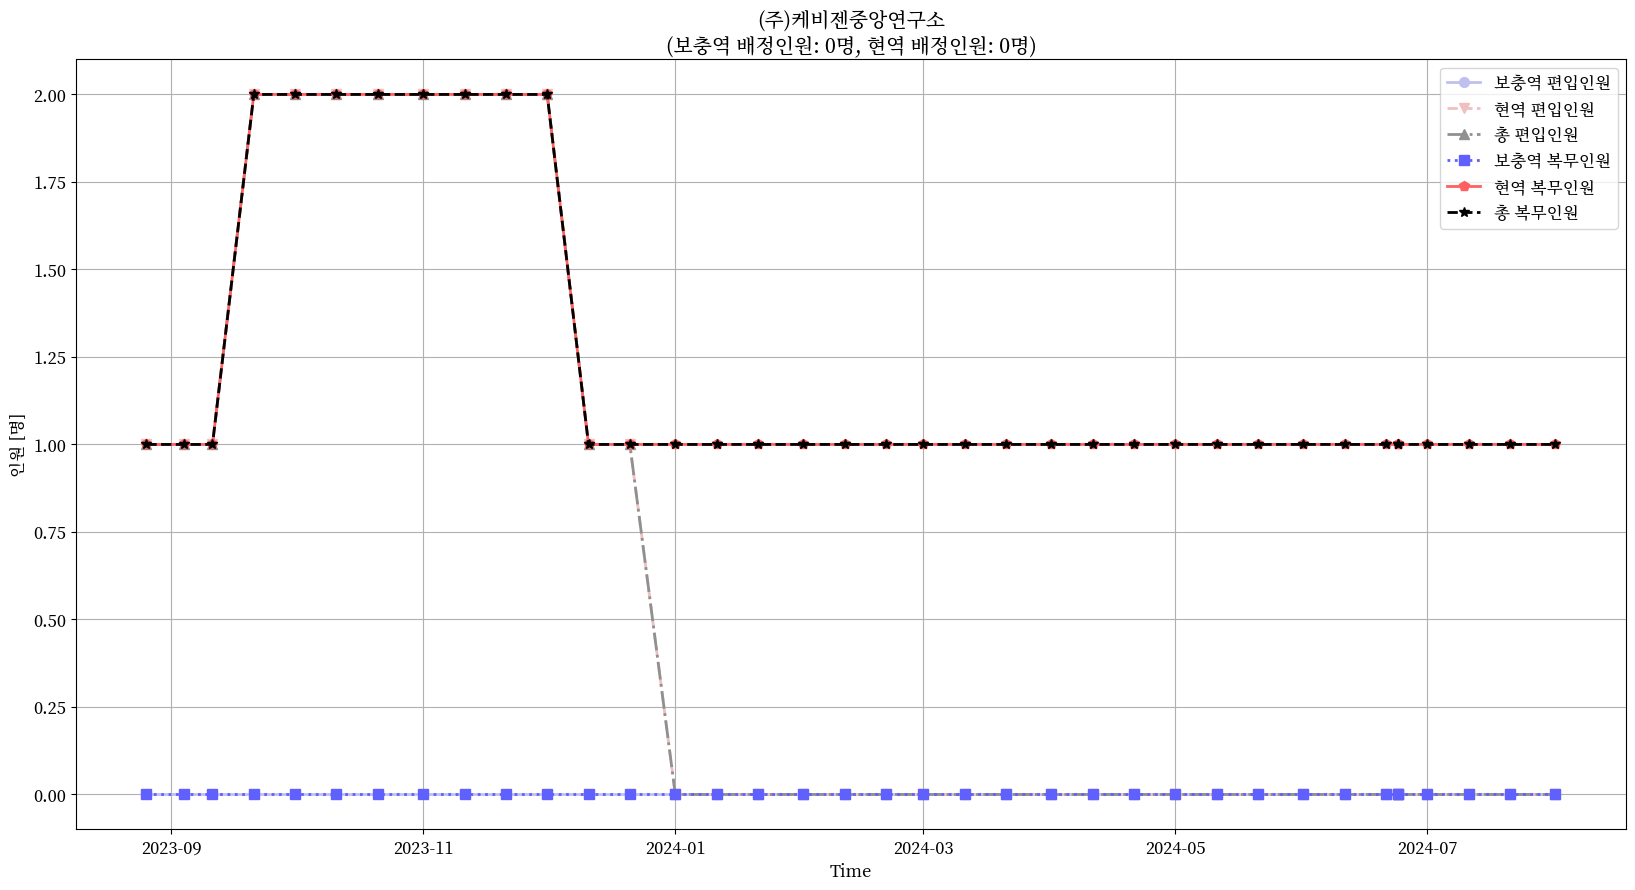 (주)케비젠중앙연구소
(보충역 배정인원: 0명, 현역 배정인원: 0명)
보충역 편입인원
현역 편입인원
총 편입인원
보충역 복무인원
현역 복무인원
총 복무인원
2.00
1.75
1.50
1.25
1.00
0.75
0.50
0.25
0.00
인원 [명]
2023-09
2023-11
2024-01
2024-03
2024-05
2024-07
Time